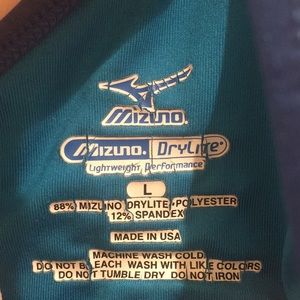 Mizuno.
Mizuno. DryLite®
Lightweight Performance
L
88% MIZUNO DRYLITE • POLYESTER
12% SPANDEX
MADE IN USA
MACHINE WASH COLD
DO NOT BLEACH WASH WITH LIKE COLORS
DO NOT TUMBLE DRY DO NOT IRON